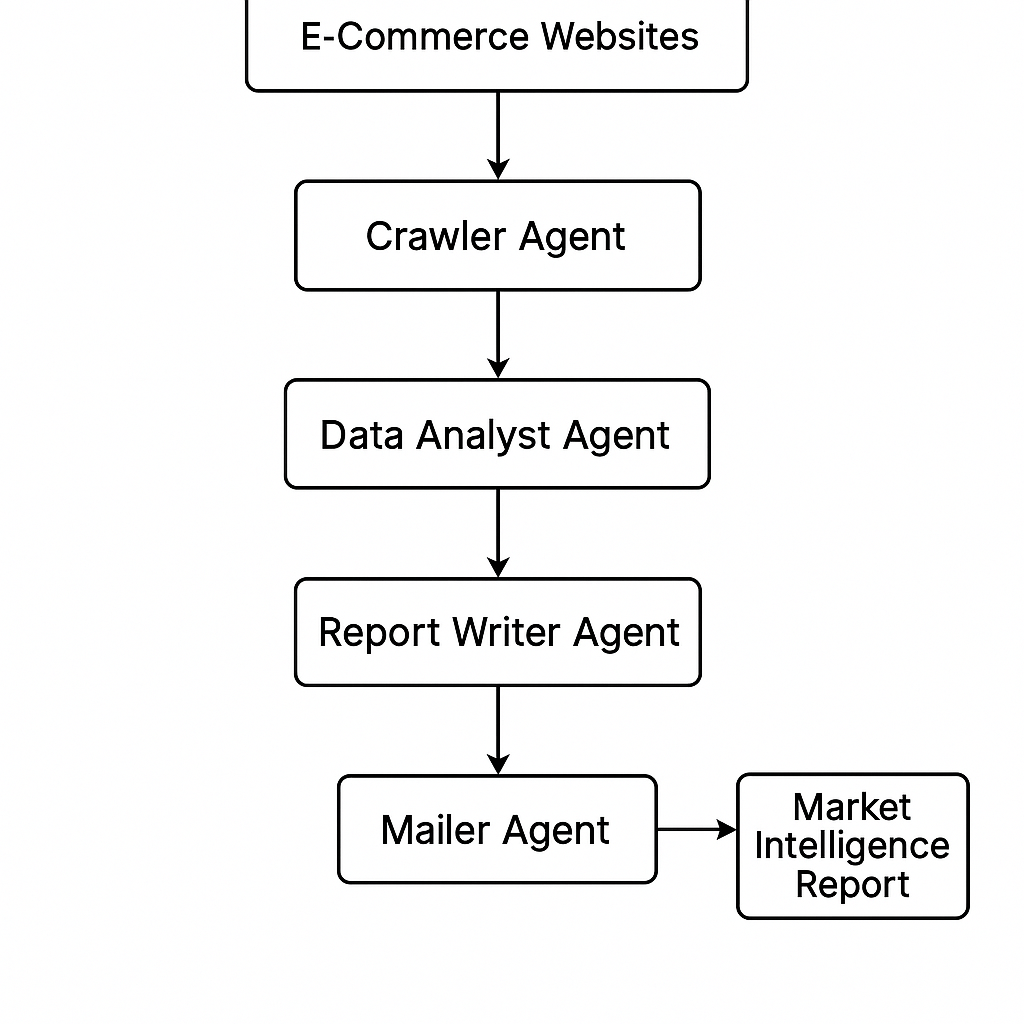 E-Commerce Websites
Crawler Agent
Data Analyst Agent
Report Writer Agent
Mailer Agent
Market
Intelligence
Report